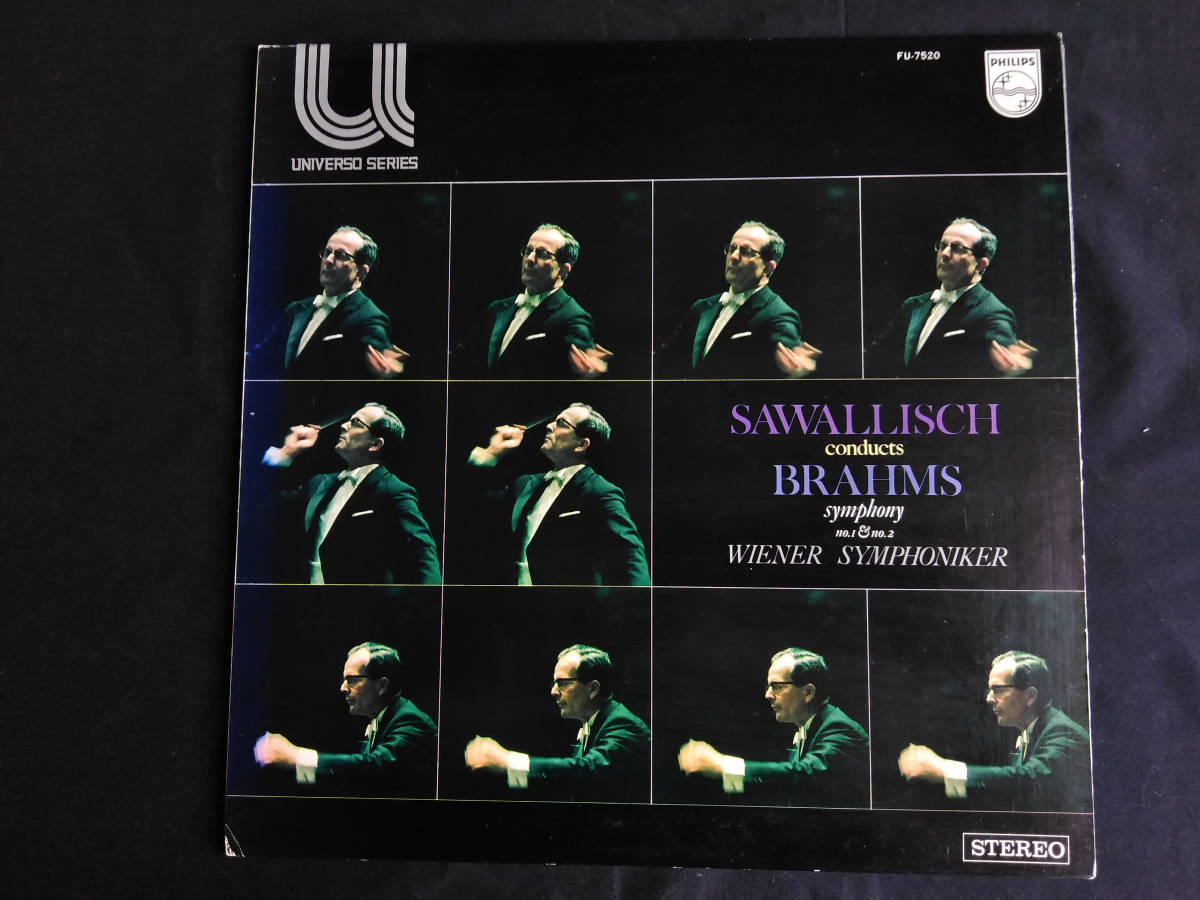 FU-7520
PHILIPS
UNIVERSO SERIES
SAWALLISCH
conducts
BRAHMS
symphony
no.1 & no.2
WIENER SYMPHONIKER
STEREO